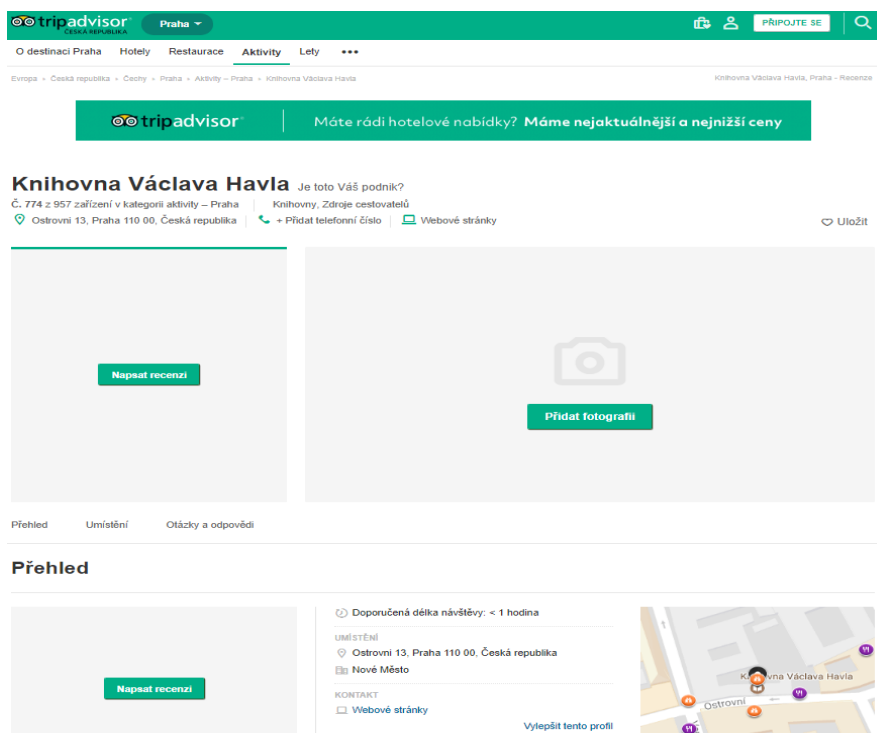 tripadvisor
ČESKÁ REPUBLIKA
Praha
PŘIPOJTE SE
O destinaci Praha Hotely Restaurace Aktivity Lety •••
Evropa › Česká republika › Čechy › Praha › Aktivity – Praha › Knihovna Václava Havla
Knihovna Václava Havla, Praha - Recenze
tripadvisor Máte rádi hotelové nabídky? Máme nejaktuálnější a nejnižší ceny
Knihovna Václava Havla Je toto Váš podnik?
Č. 774 z 957 zařízení v kategorii aktivity – Praha Knihovny, Zdroje cestovatelů
Ostrovni 13, Praha 110 00, Česká republika + Přidat telefonní číslo Webové stránky
Uložit
Napsat recenzi
Přidat fotografii
Přehled Umístění Otázky a odpovědi
Přehled
Doporučená délka návštěvy: < 1 hodina
UMÍSTĚNÍ
Ostrovni 13, Praha 110 00, Česká republika
Nové Město
KONTAKT
Webové stránky
Vylepšit tento profil
Napsat recenzi
Václava Havla
Ostrovní